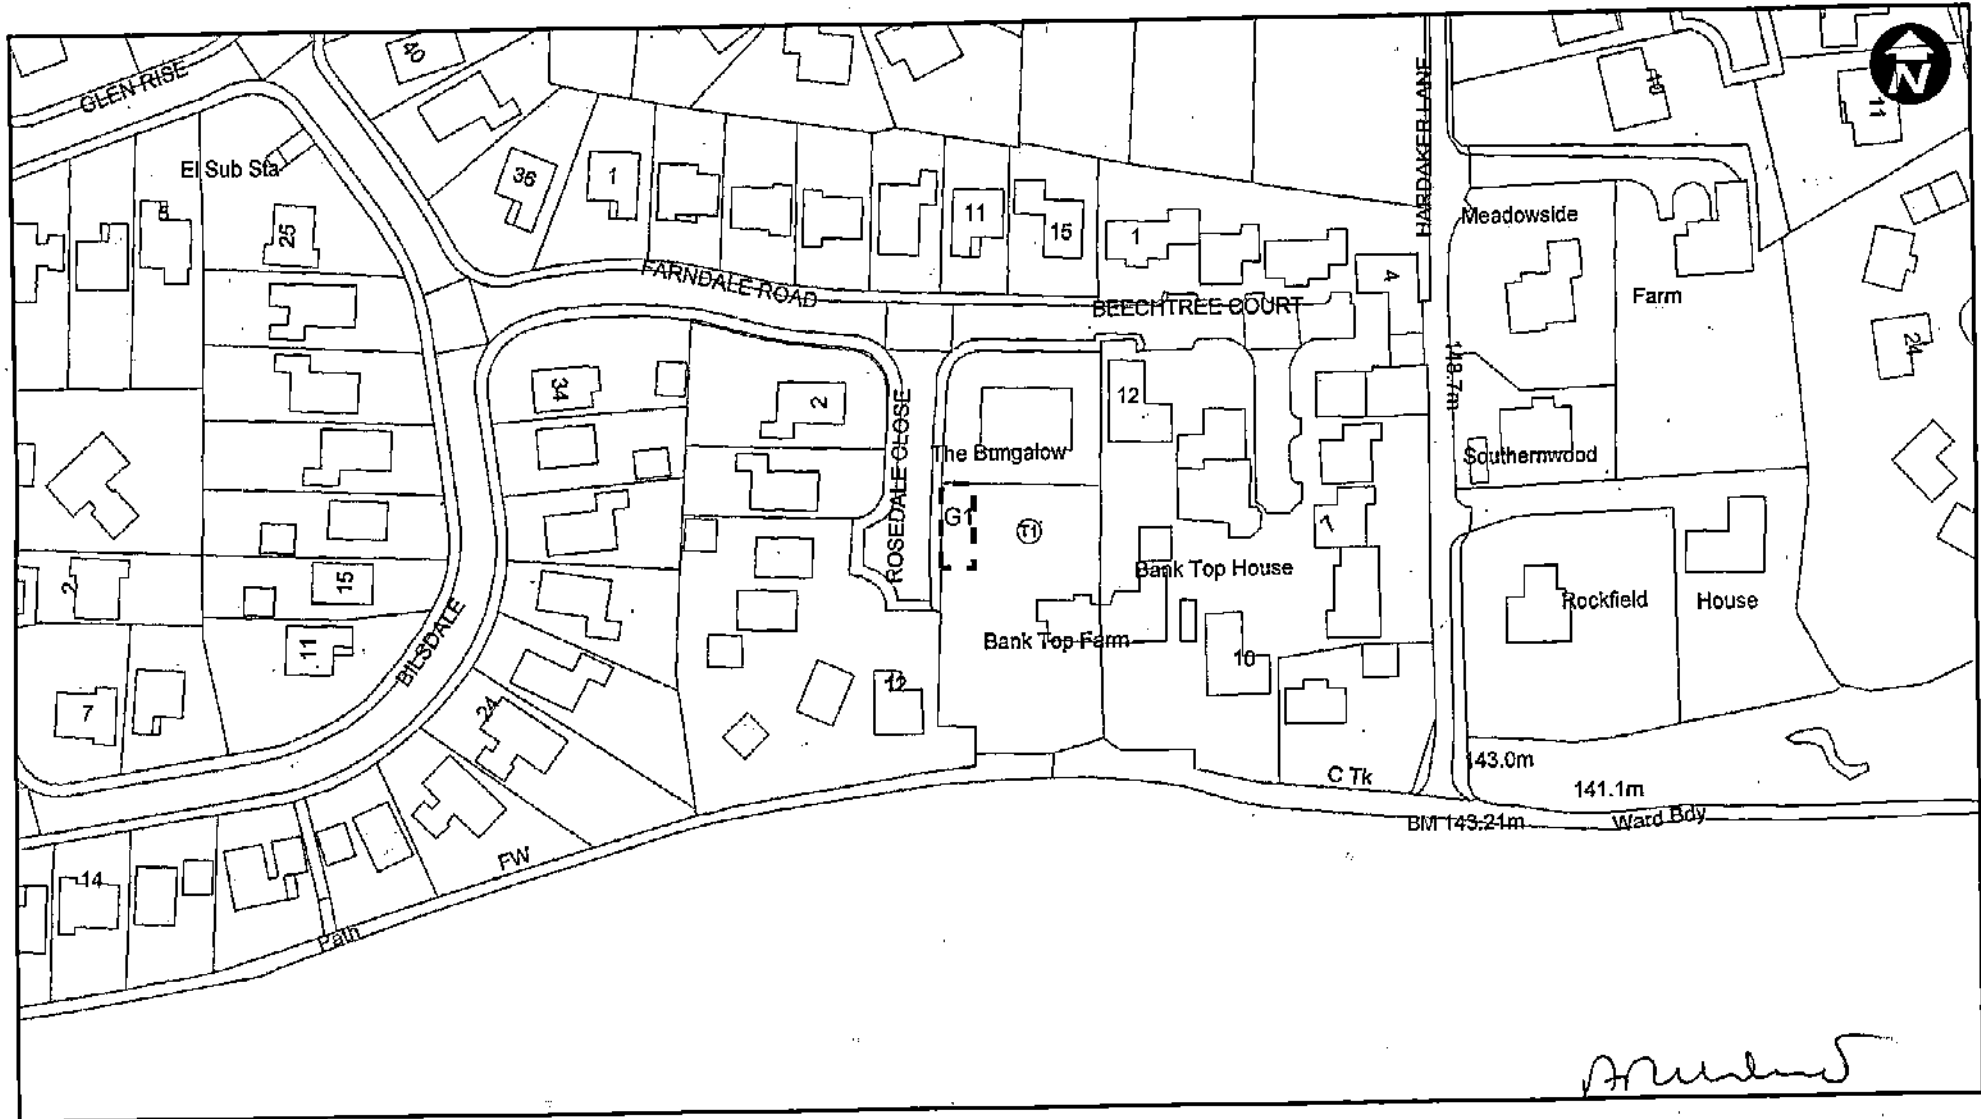 GLEN RISE
40
N
HARDAKER LANE
10
11
El Sub Sta
36
1
8
25
11
15
1
4
Meadowside
Farm
FARNDALE ROAD
BEECHTREE COURT
24
34
2
12
ROSEDALE CLOSE
The Bungalow
Southernwood
G1
T1
7
Bank Top House
2
15
Rockfield House
BILSDALE
11
Bank Top Farm
10
7
24
12
143.0m
C Tk
141.1m
BM 143.21m
Ward Bdy
FW
14
Path